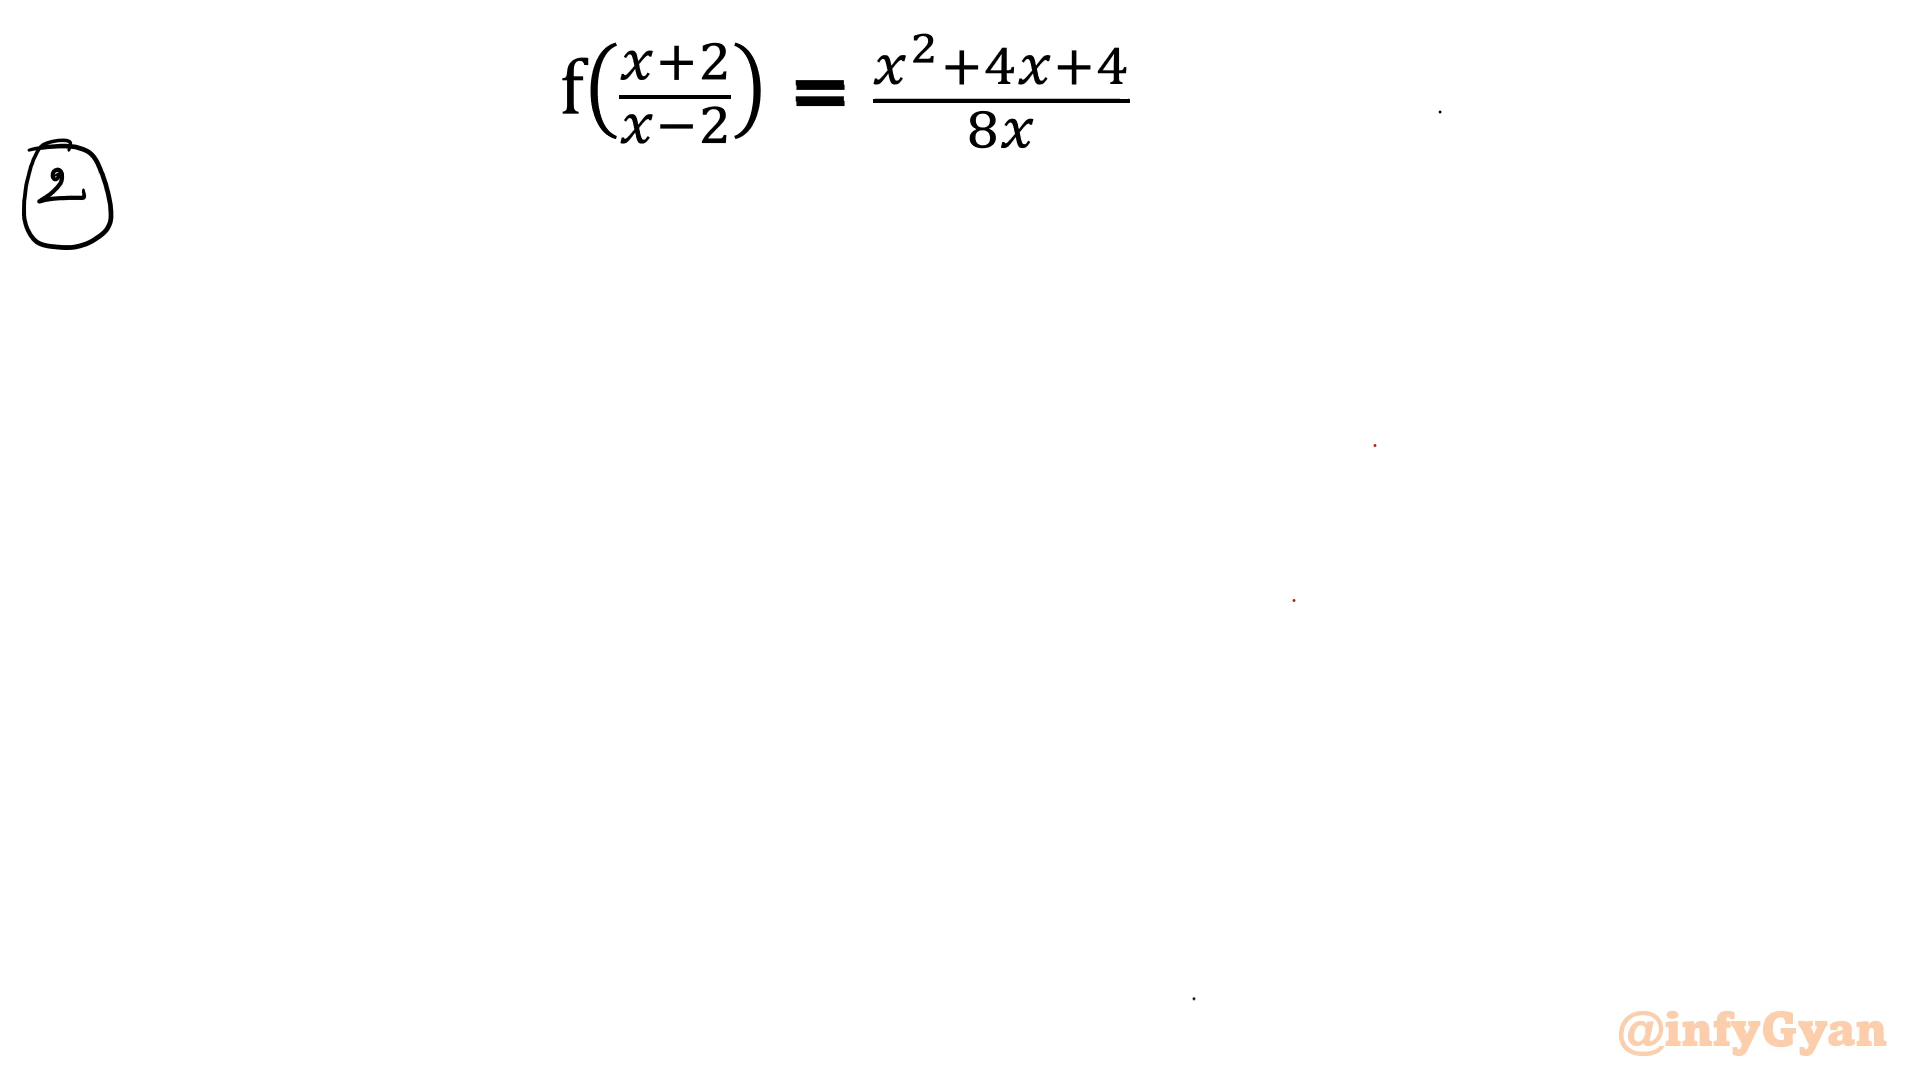 f((x+2)/(x−2)) = (x²+4x+4)/(8x)
2
@infyGyan